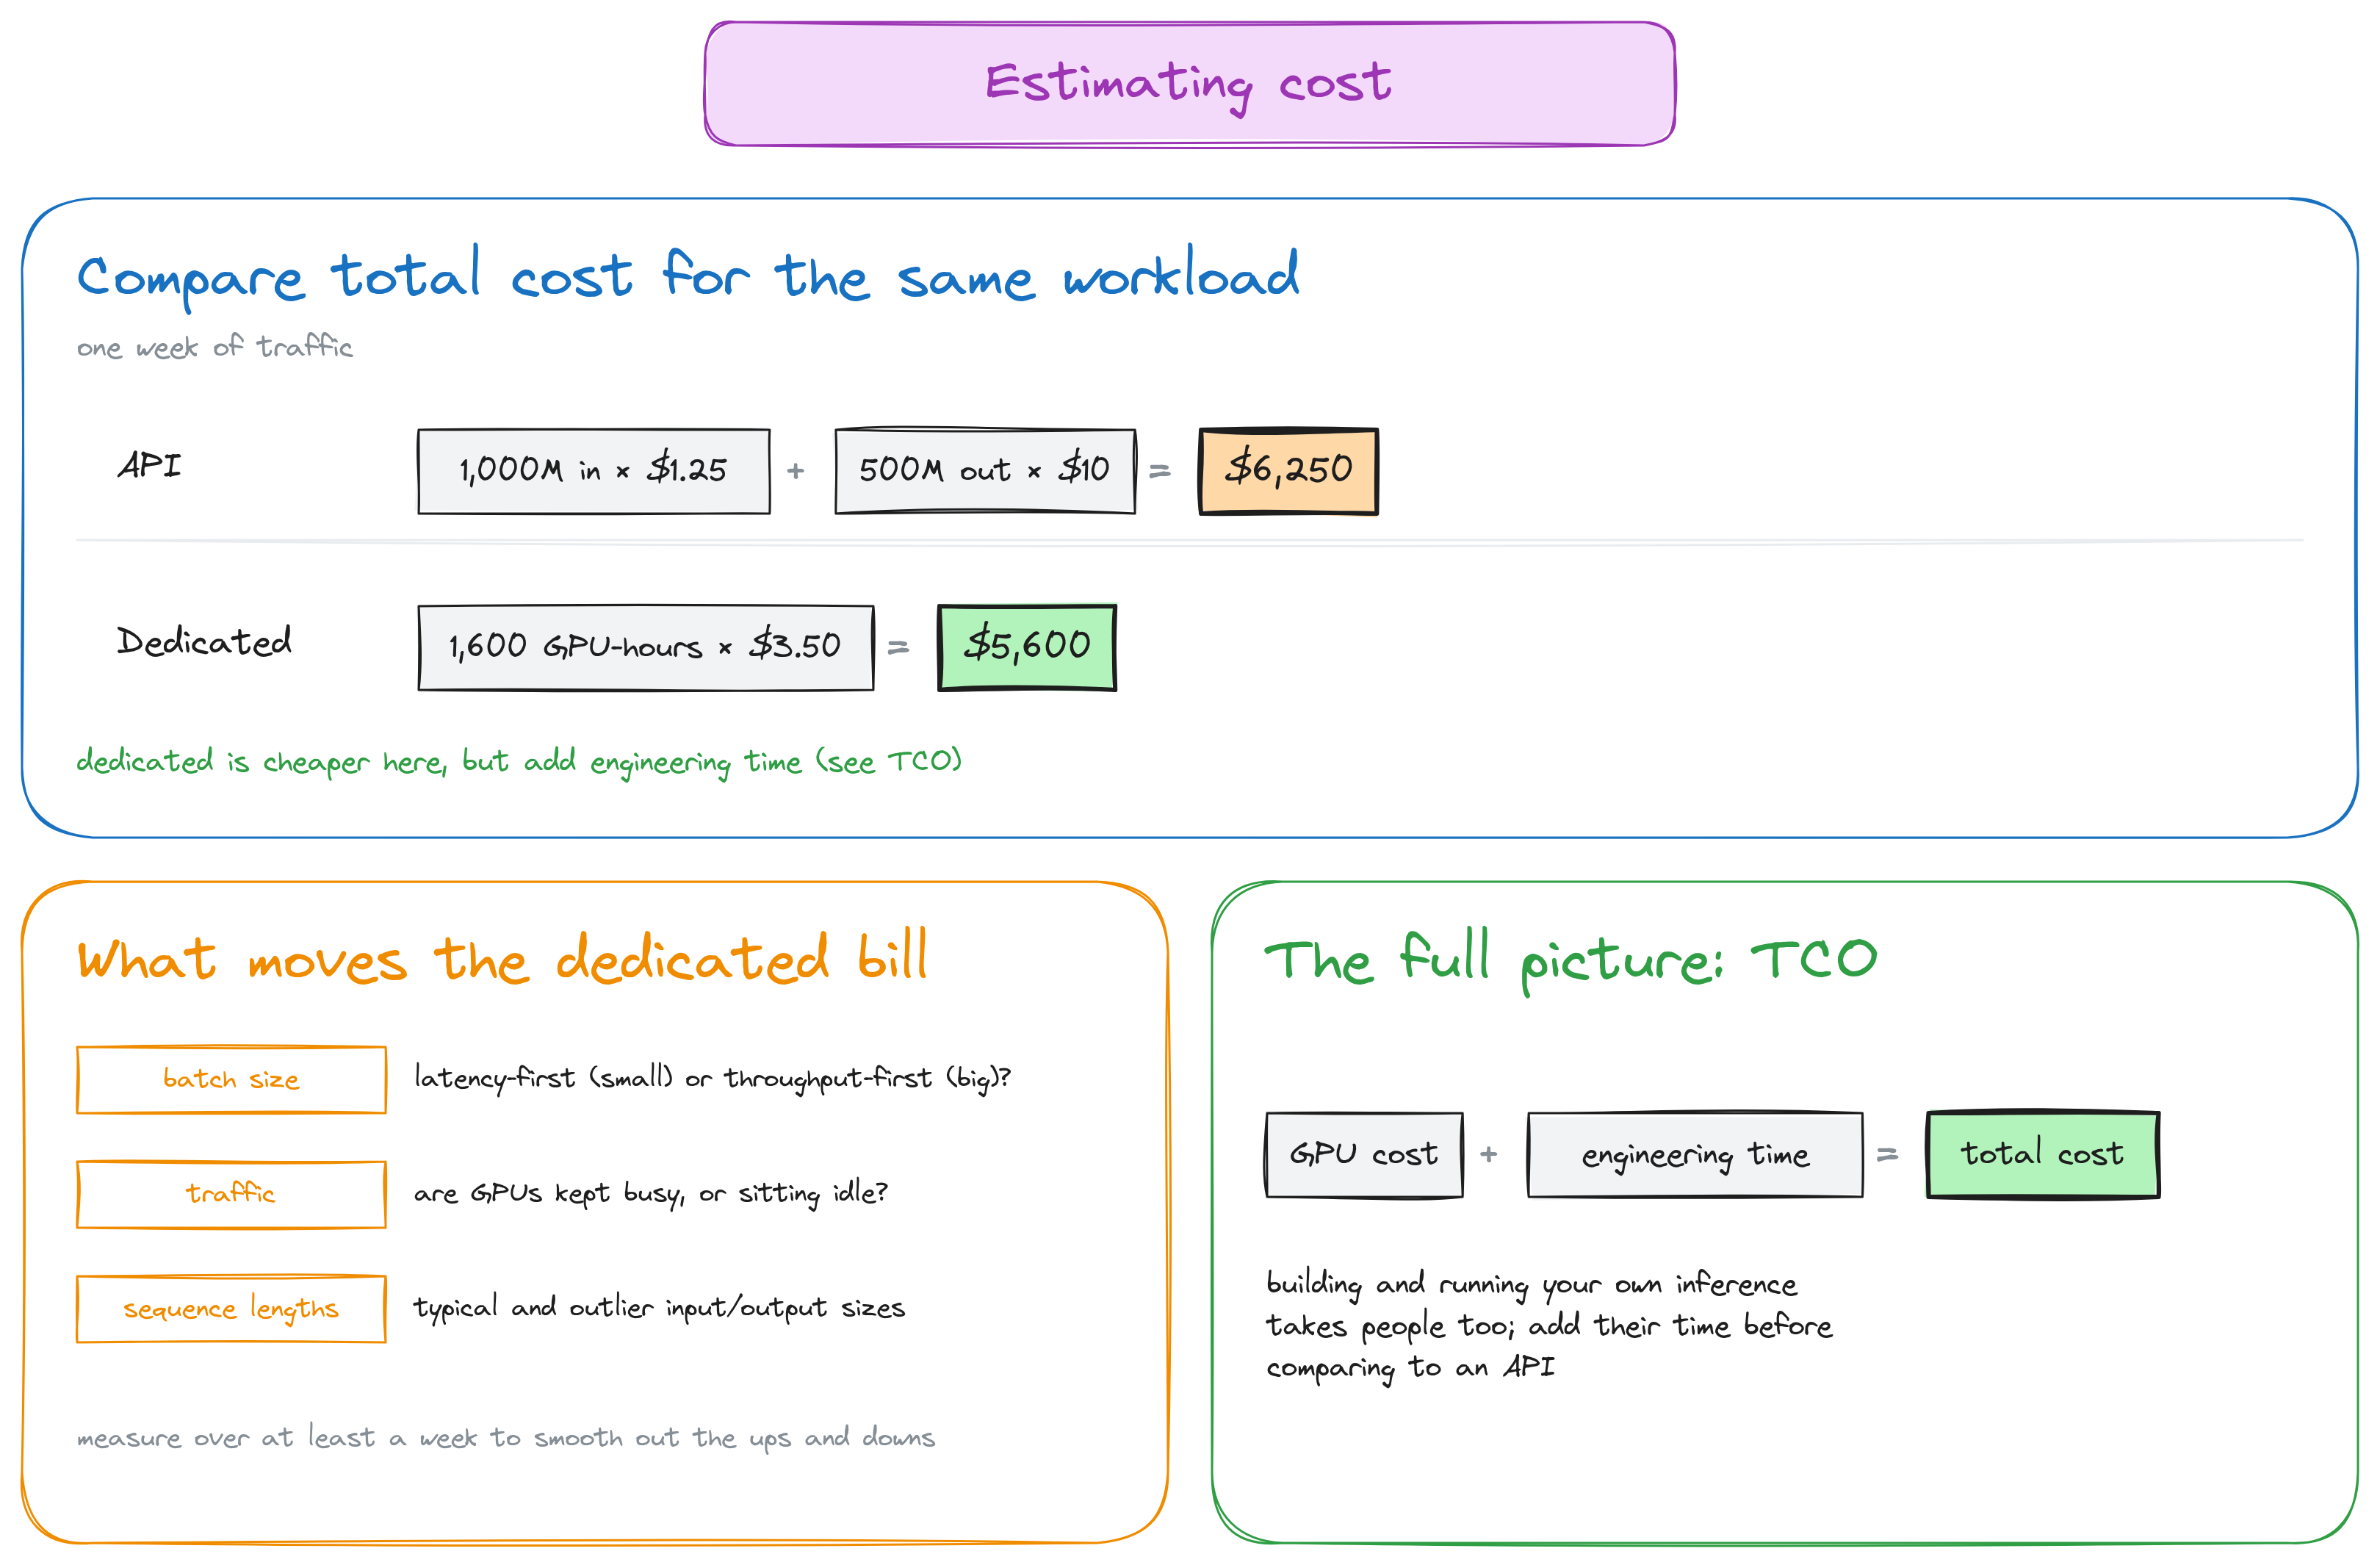 Estimating cost
Compare total cost for the same workload
one week of traffic
API 1,000M in × $1.25 + 500M out × $10 = $6,250
Dedicated 1,600 GPU-hours × $3.50 = $5,600
dedicated is cheaper here, but add engineering time (see TCO)
What moves the dedicated bill
batch size latency-first (small) or throughput-first (big)?
traffic are GPUs kept busy, or sitting idle?
sequence lengths typical and outlier input/output sizes
measure over at least a week to smooth out the ups and downs
The full picture: TCO
GPU cost + engineering time = total cost
building and running your own inference
takes people too; add their time before
comparing to an API